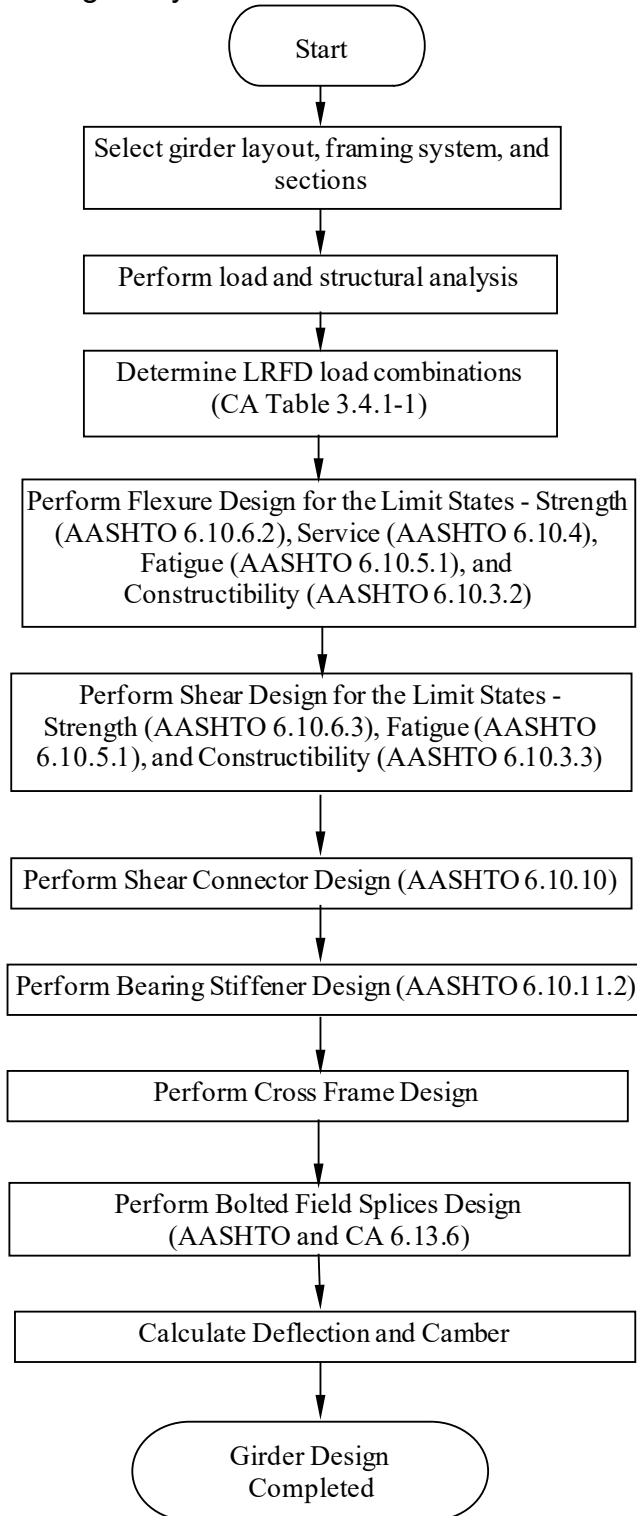 Start
Select girder layout, framing system, and
sections
Perform load and structural analysis
Determine LRFD load combinations
(CA Table 3.4.1-1)
Perform Flexure Design for the Limit States - Strength
(AASHTO 6.10.6.2), Service (AASHTO 6.10.4),
Fatigue (AASHTO 6.10.5.1), and
Constructibility (AASHTO 6.10.3.2)
Perform Shear Design for the Limit States -
Strength (AASHTO 6.10.6.3), Fatigue (AASHTO
6.10.5.1), and Constructibility (AASHTO 6.10.3.3)
Perform Shear Connector Design (AASHTO 6.10.10)
Perform Bearing Stiffener Design (AASHTO 6.10.11.2)
Perform Cross Frame Design
Perform Bolted Field Splices Design
(AASHTO and CA 6.13.6)
Calculate Deflection and Camber
Girder Design
Completed